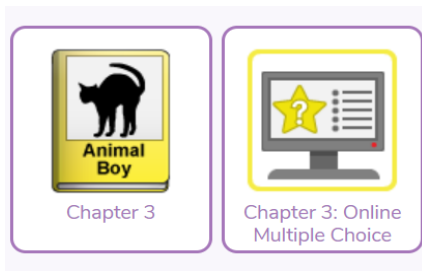 Animal
Boy
Chapter 3
?
Chapter 3: Online
Multiple Choice